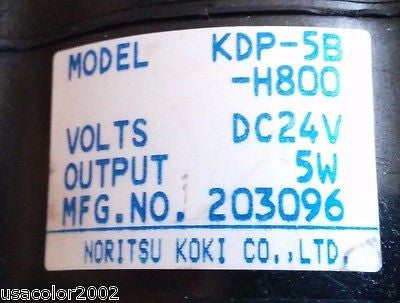 MODEL KDP-5B
-H800
VOLTS DC24V
OUTPUT 5W
MFG.NO. 203096
NORITSU KOKI CO.,LTD.
usacolor2002